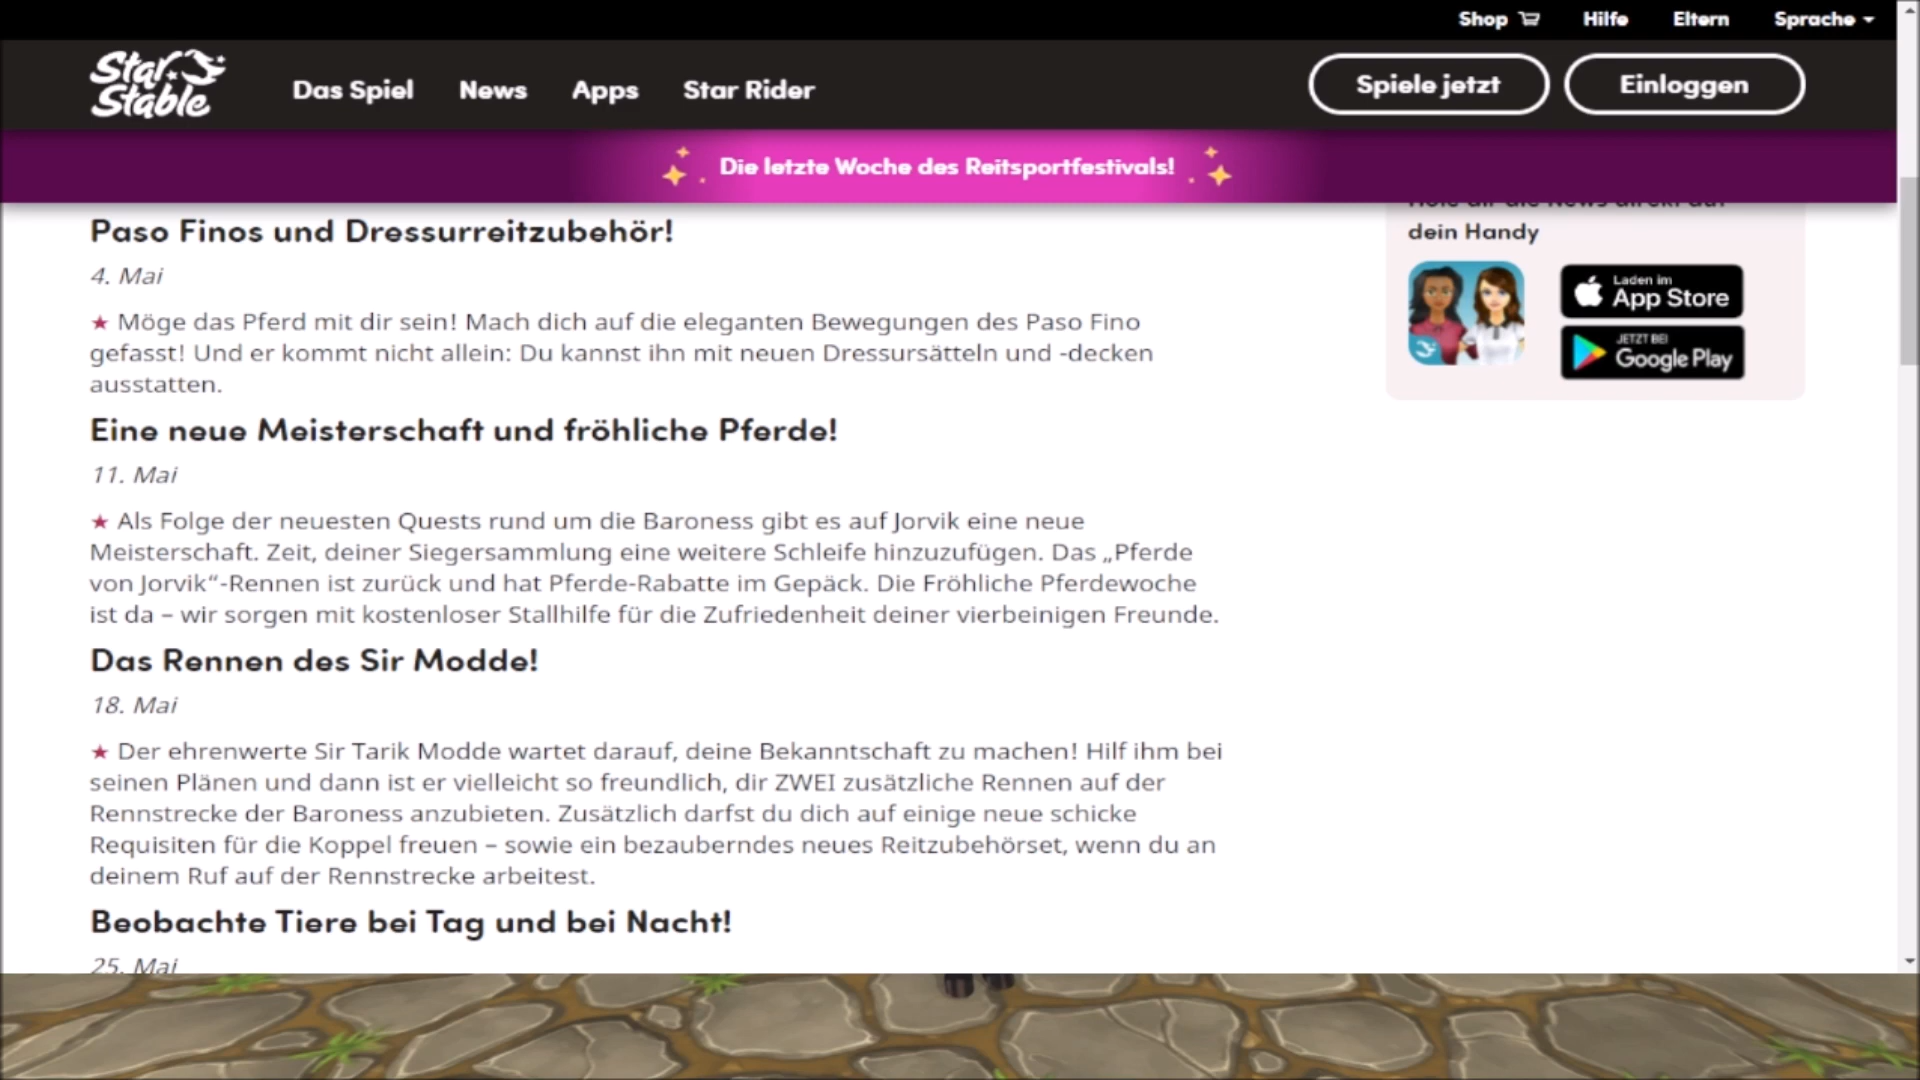 Shop Hilfe Eltern Sprache
Star Stable
Das Spiel News Apps Star Rider Spiele jetzt Einloggen
Die letzte Woche des Reitsportfestivals!
Hole dir die News direkt auf
dein Handy
Laden im
App Store
JETZT BEI
Google Play
Paso Finos und Dressurreitzubehör!
4. Mai
★ Möge das Pferd mit dir sein! Mach dich auf die eleganten Bewegungen des Paso Fino
gefasst! Und er kommt nicht allein: Du kannst ihn mit neuen Dressursätteln und -decken
ausstatten.
Eine neue Meisterschaft und fröhliche Pferde!
11. Mai
★ Als Folge der neuesten Quests rund um die Baroness gibt es auf Jorvik eine neue
Meisterschaft. Zeit, deiner Siegersammlung eine weitere Schleife hinzuzufügen. Das „Pferde
von Jorvik“-Rennen ist zurück und hat Pferde-Rabatte im Gepäck. Die Fröhliche Pferdewoche
ist da – wir sorgen mit kostenloser Stallhilfe für die Zufriedenheit deiner vierbeinigen Freunde.
Das Rennen des Sir Modde!
18. Mai
★ Der ehrenwerte Sir Tarik Modde wartet darauf, deine Bekanntschaft zu machen! Hilf ihm bei
seinen Plänen und dann ist er vielleicht so freundlich, dir ZWEI zusätzliche Rennen auf der
Rennstrecke der Baroness anzubieten. Zusätzlich darfst du dich auf einige neue schicke
Requisiten für die Koppel freuen – sowie ein bezauberndes neues Reitzubehörset, wenn du an
deinem Ruf auf der Rennstrecke arbeitest.
Beobachte Tiere bei Tag und bei Nacht!
25. Mai